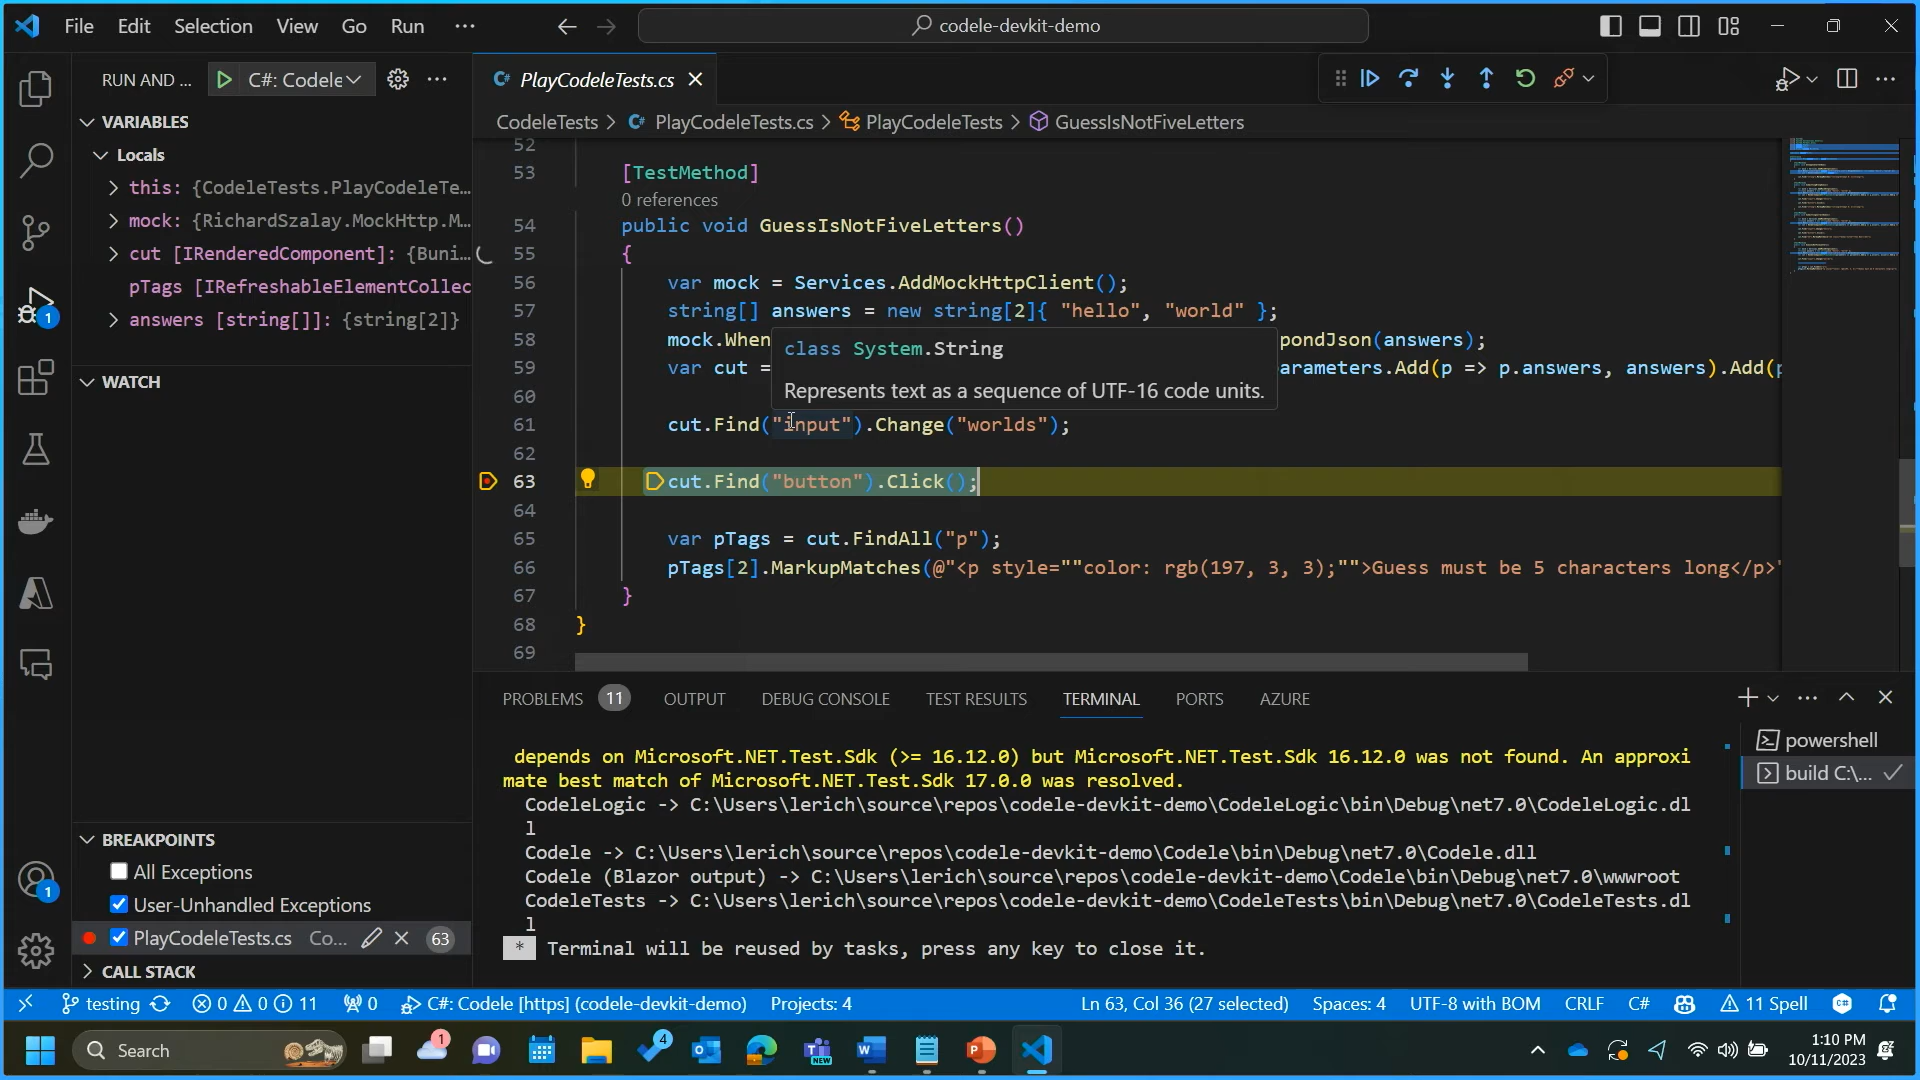 File Edit Selection View Go Run ··· codele-devkit-demo
RUN AND ... C#: Codele ···
C# PlayCodeleTests.cs
VARIABLES
Locals
this: {CodeleTests.PlayCodeleTe...
mock: {RichardSzalay.MockHttp.M...
cut [IRenderedComponent]: {Buni...
pTags [IRefreshableElementCollec
answers [string[]]: {string[2]}
WATCH
BREAKPOINTS
All Exceptions
User-Unhandled Exceptions
PlayCodeleTests.cs Co... 63
CALL STACK
CodeleTests > C# PlayCodeleTests.cs > PlayCodeleTests > GuessIsNotFiveLetters
52
53 [TestMethod]
0 references
54 public void GuessIsNotFiveLetters()
55 {
56 var mock = Services.AddMockHttpClient();
57 string[] answers = new string[2]{ "hello", "world" };
58 mock.When pondJson(answers);
class System.String
59 var cut = arameters.Add(p => p.answers, answers).Add(p
Represents text as a sequence of UTF-16 code units.
60
61 cut.Find("input").Change("worlds");
62
63 cut.Find("button").Click();
64
65 var pTags = cut.FindAll("p");
66 pTags[2].MarkupMatches(@"<p style=""color: rgb(197, 3, 3);"">Guess must be 5 characters long</p>"
67 }
68 }
69
PROBLEMS 11 OUTPUT DEBUG CONSOLE TEST RESULTS TERMINAL PORTS AZURE
depends on Microsoft.NET.Test.Sdk (>= 16.12.0) but Microsoft.NET.Test.Sdk 16.12.0 was not found. An approxi
mate best match of Microsoft.NET.Test.Sdk 17.0.0 was resolved.
CodeleLogic -> C:\Users\lerich\source\repos\codele-devkit-demo\CodeleLogic\bin\Debug\net7.0\CodeleLogic.dl
l
Codele -> C:\Users\lerich\source\repos\codele-devkit-demo\Codele\bin\Debug\net7.0\Codele.dll
Codele (Blazor output) -> C:\Users\lerich\source\repos\codele-devkit-demo\Codele\bin\Debug\net7.0\wwwroot
CodeleTests -> C:\Users\lerich\source\repos\codele-devkit-demo\CodeleTests\bin\Debug\net7.0\CodeleTests.dl
l
* Terminal will be reused by tasks, press any key to close it.
powershell
build C:\...
1
1
testing 0 0 11 0 C#: Codele [https] (codele-devkit-demo) Projects: 4 Ln 63, Col 36 (27 selected) Spaces: 4 UTF-8 with BOM CRLF C# 11 Spell
Search 1 4 NEW
1:10 PM
10/11/2023